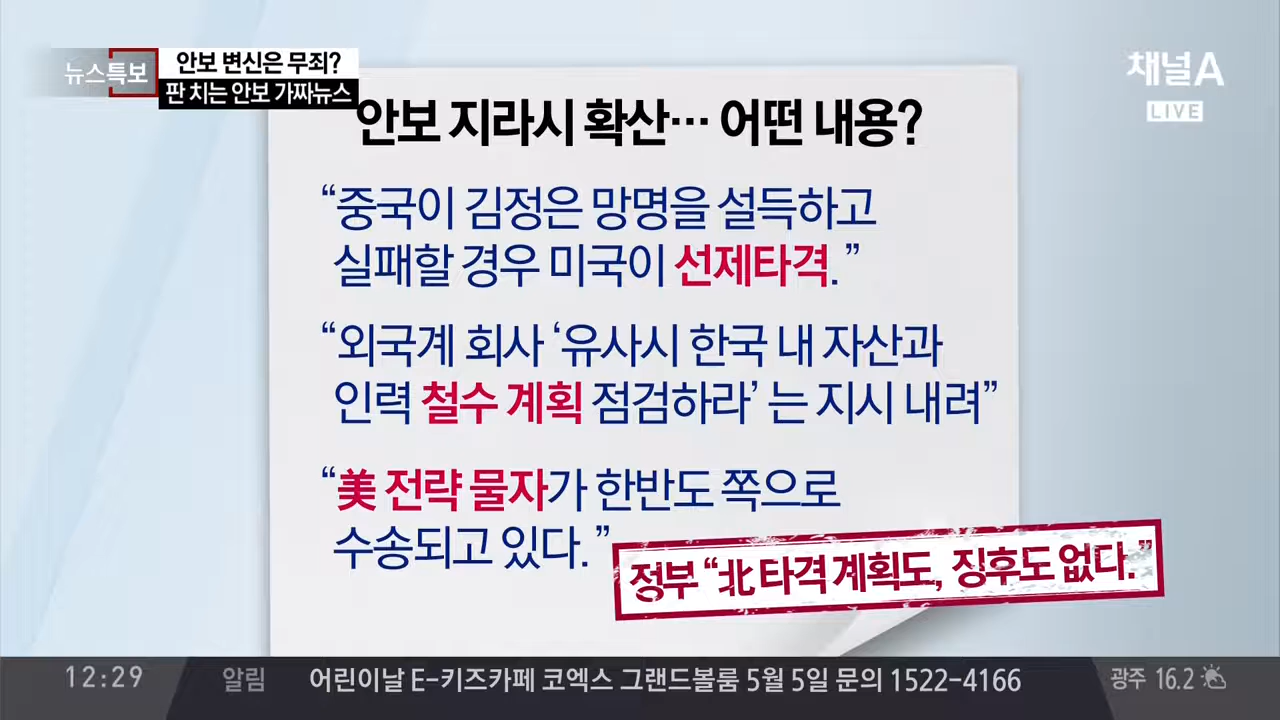 뉴스특보
안보 변신은 무죄?
판 치는 안보 가짜뉴스
채널A
LIVE
안보 지라시 확산… 어떤 내용?
“중국이 김정은 망명을 설득하고
실패할 경우 미국이 선제타격.”
“외국계 회사 ‘유사시 한국 내 자산과
인력 철수 계획 점검하라’ 는 지시 내려”
“美 전략 물자가 한반도 쪽으로
수송되고 있다.”
정부 “北 타격 계획도, 징후도 없다.”
12:29 알림 어린이날 E-키즈카페 코엑스 그랜드볼룸 5월 5일 문의 1522-4166 광주 16.2